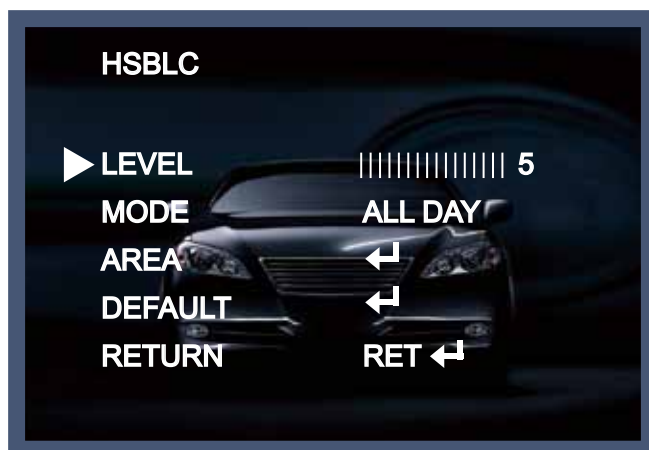 HSBLC
LEVEL |||||||||||||||| 5
MODE ALL DAY
AREA ↵
DEFAULT ↵
RETURN RET ↵